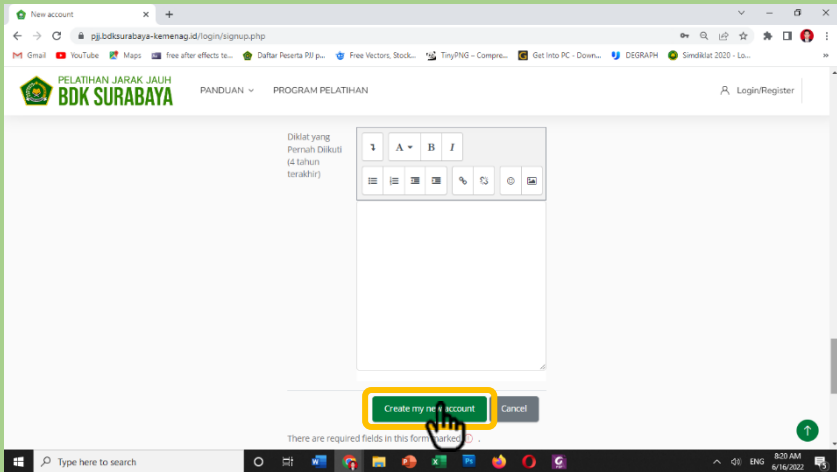 New account
pjj.bdksurabaya-kemenag.id/login/signup.php
Gmail YouTube Maps free after effects te... Daftar Peserta PJJ p... Free Vectors, Stock... TinyPNG – Compre... Get Into PC - Down... DEGRAPH Simdiklat 2020 - Lo... »
PELATIHAN JARAK JAUH
BDK SURABAYA
PANDUAN PROGRAM PELATIHAN Login/Register
Diklat yang
Pernah Diikuti
(4 tahun
terakhir)
A B I
Create my new account Cancel
There are required fields in this form marked .
Type here to search
ENG
8:20 AM
6/16/2022